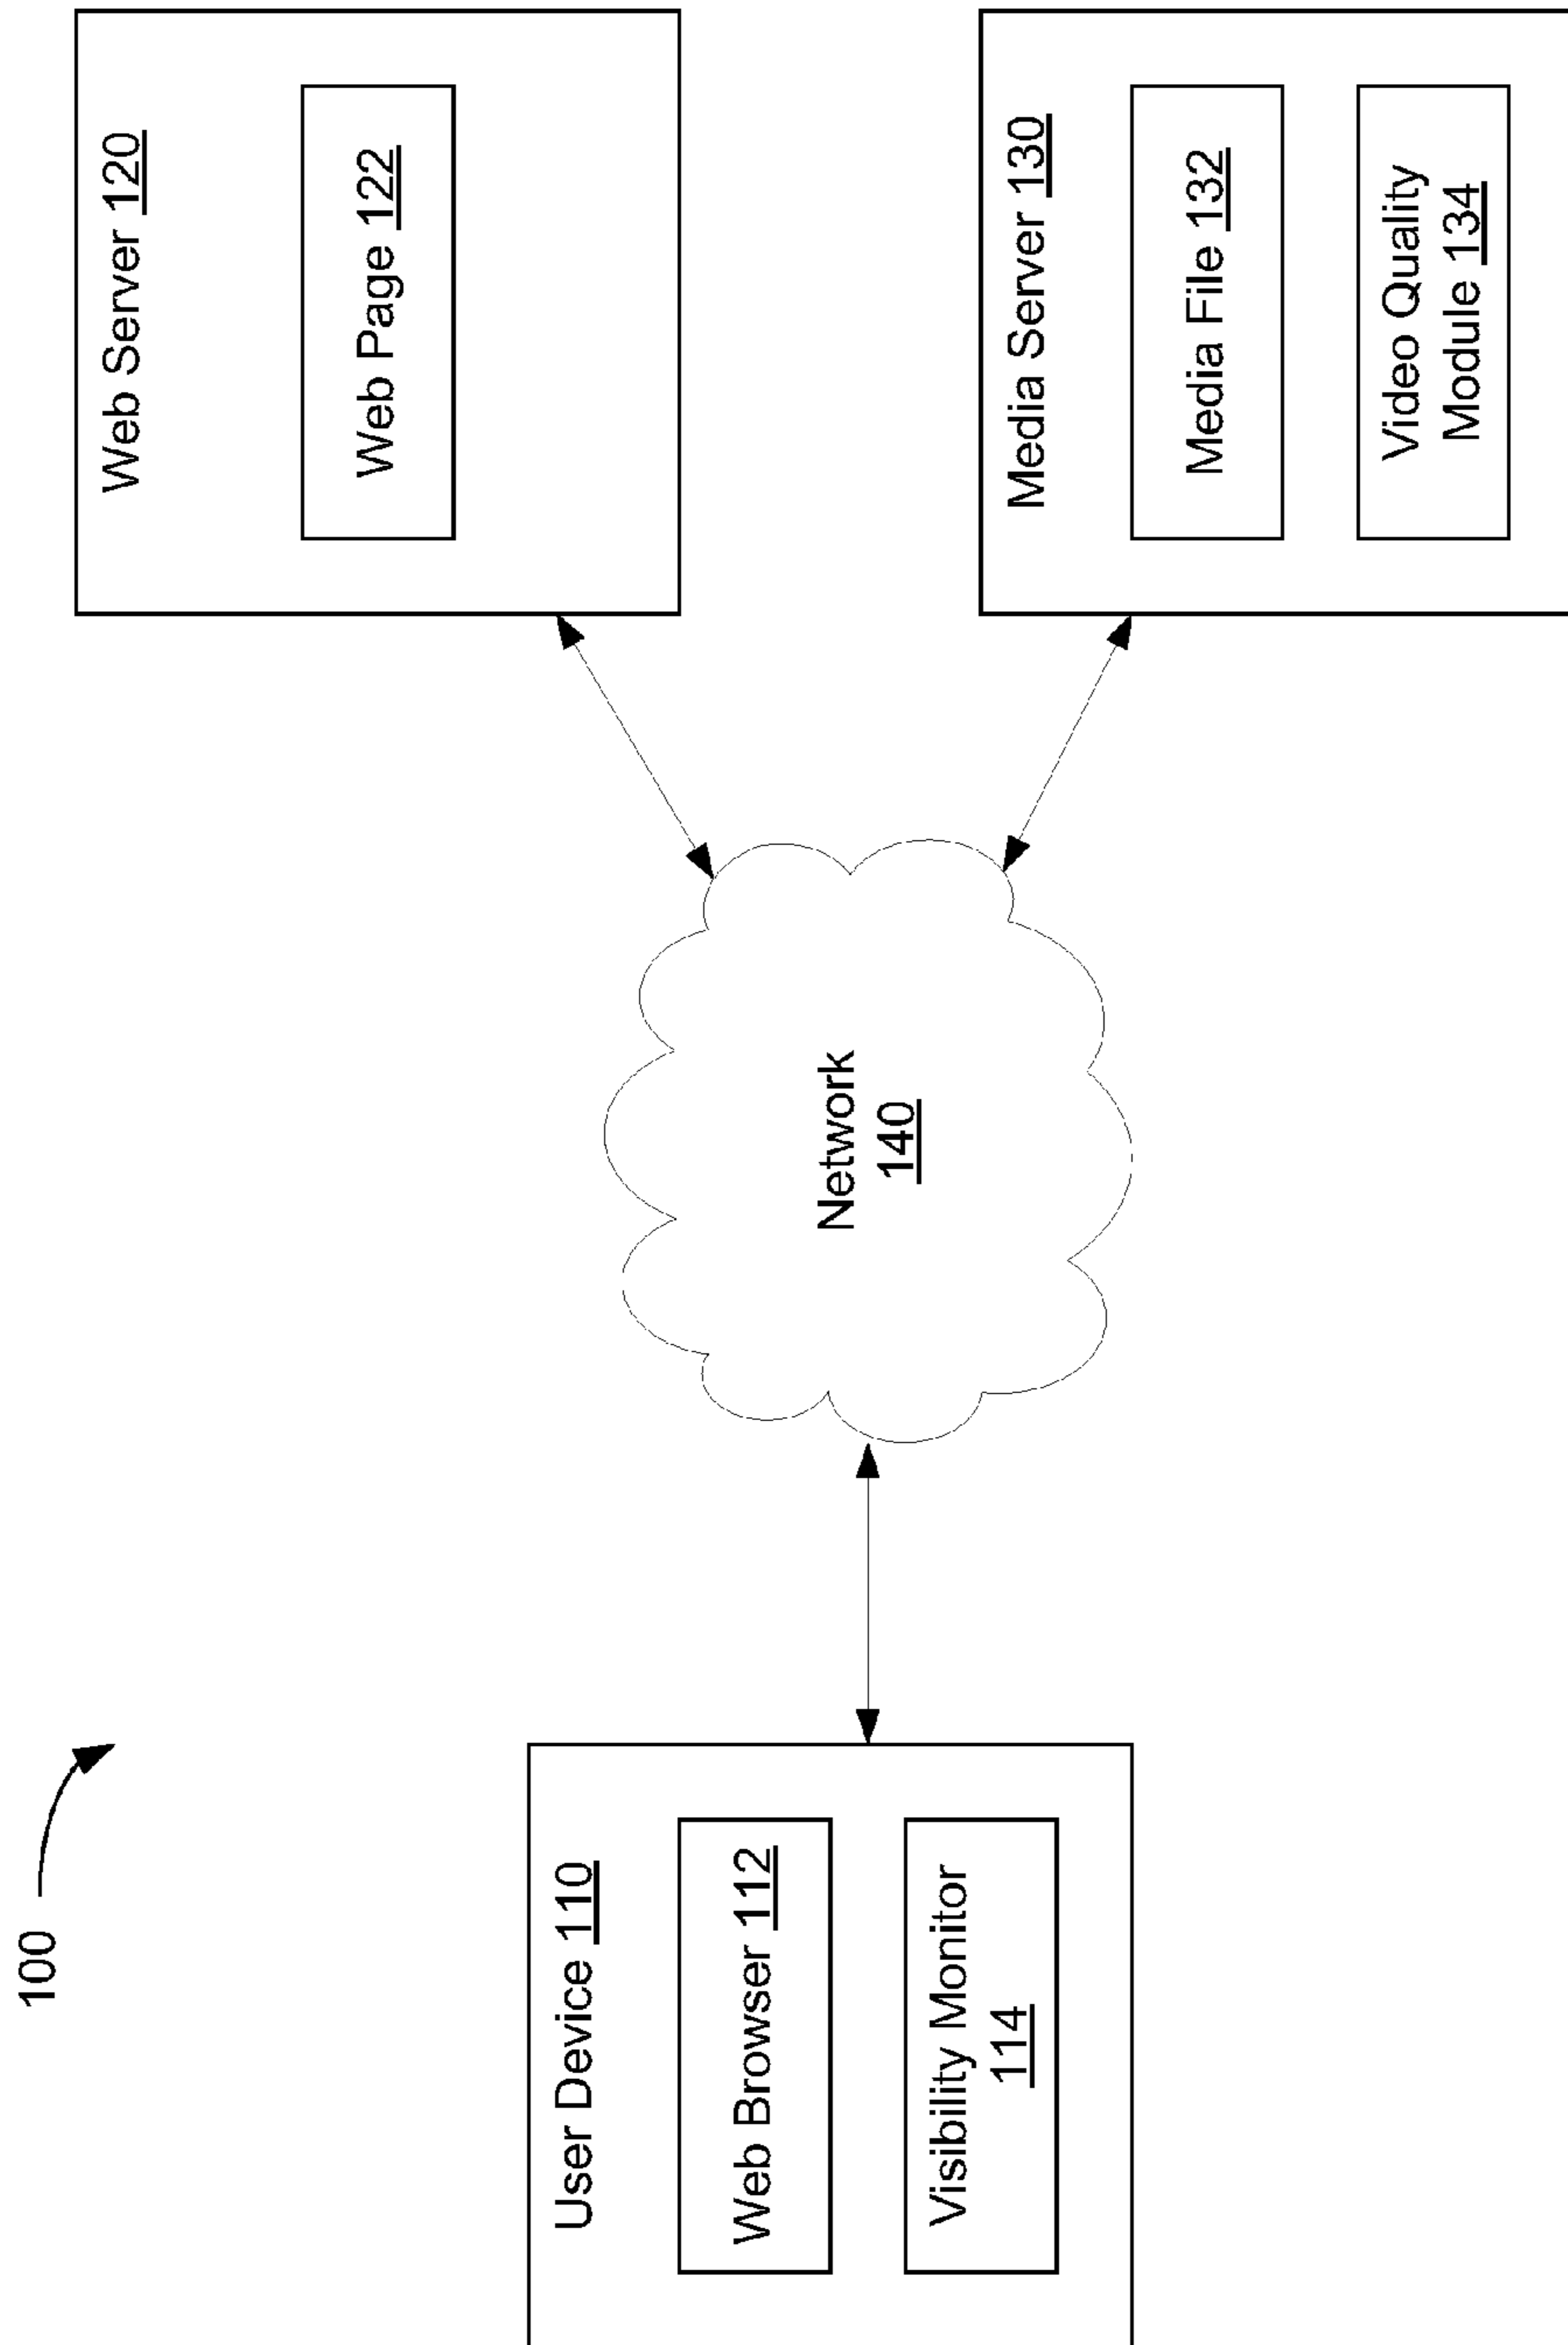 100
User Device 110
Web Browser 112
Visibility Monitor
114
Network
140
Web Server 120
Web Page 122
Media Server 130
Media File 132
Video Quality
Module 134